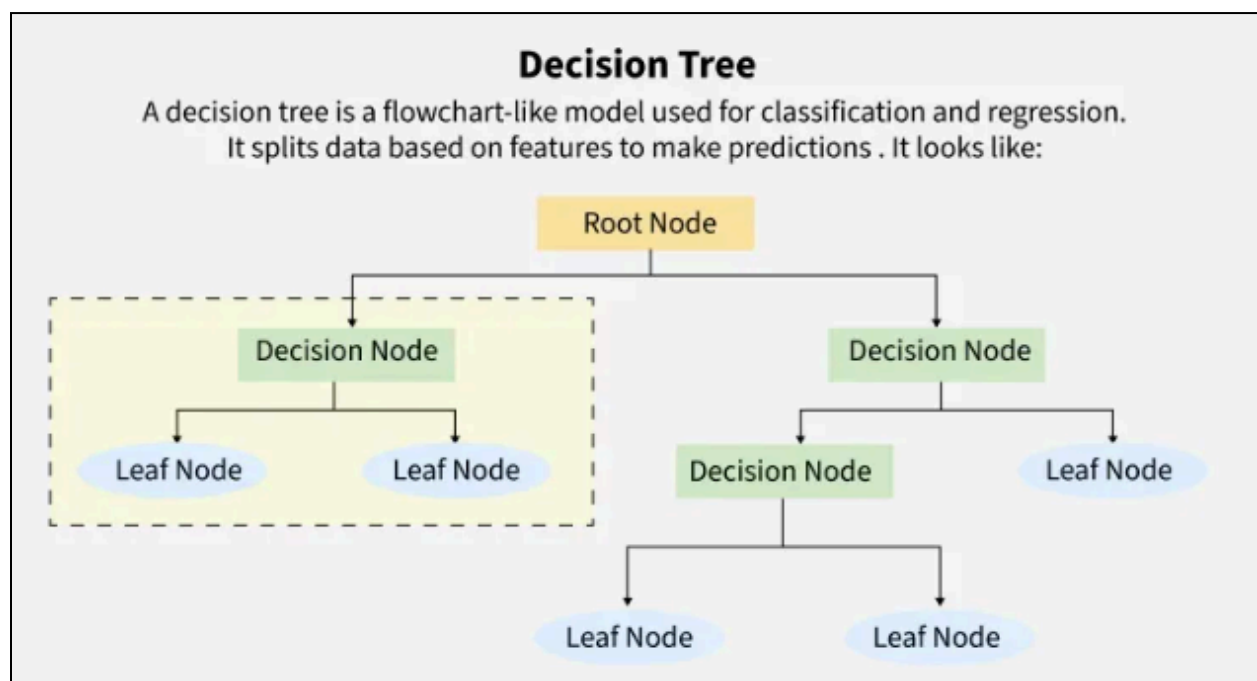 Decision Tree
A decision tree is a flowchart-like model used for classification and regression.
It splits data based on features to make predictions . It looks like:
Root Node
Decision Node
Decision Node
Leaf Node
Leaf Node
Decision Node
Leaf Node
Leaf Node
Leaf Node